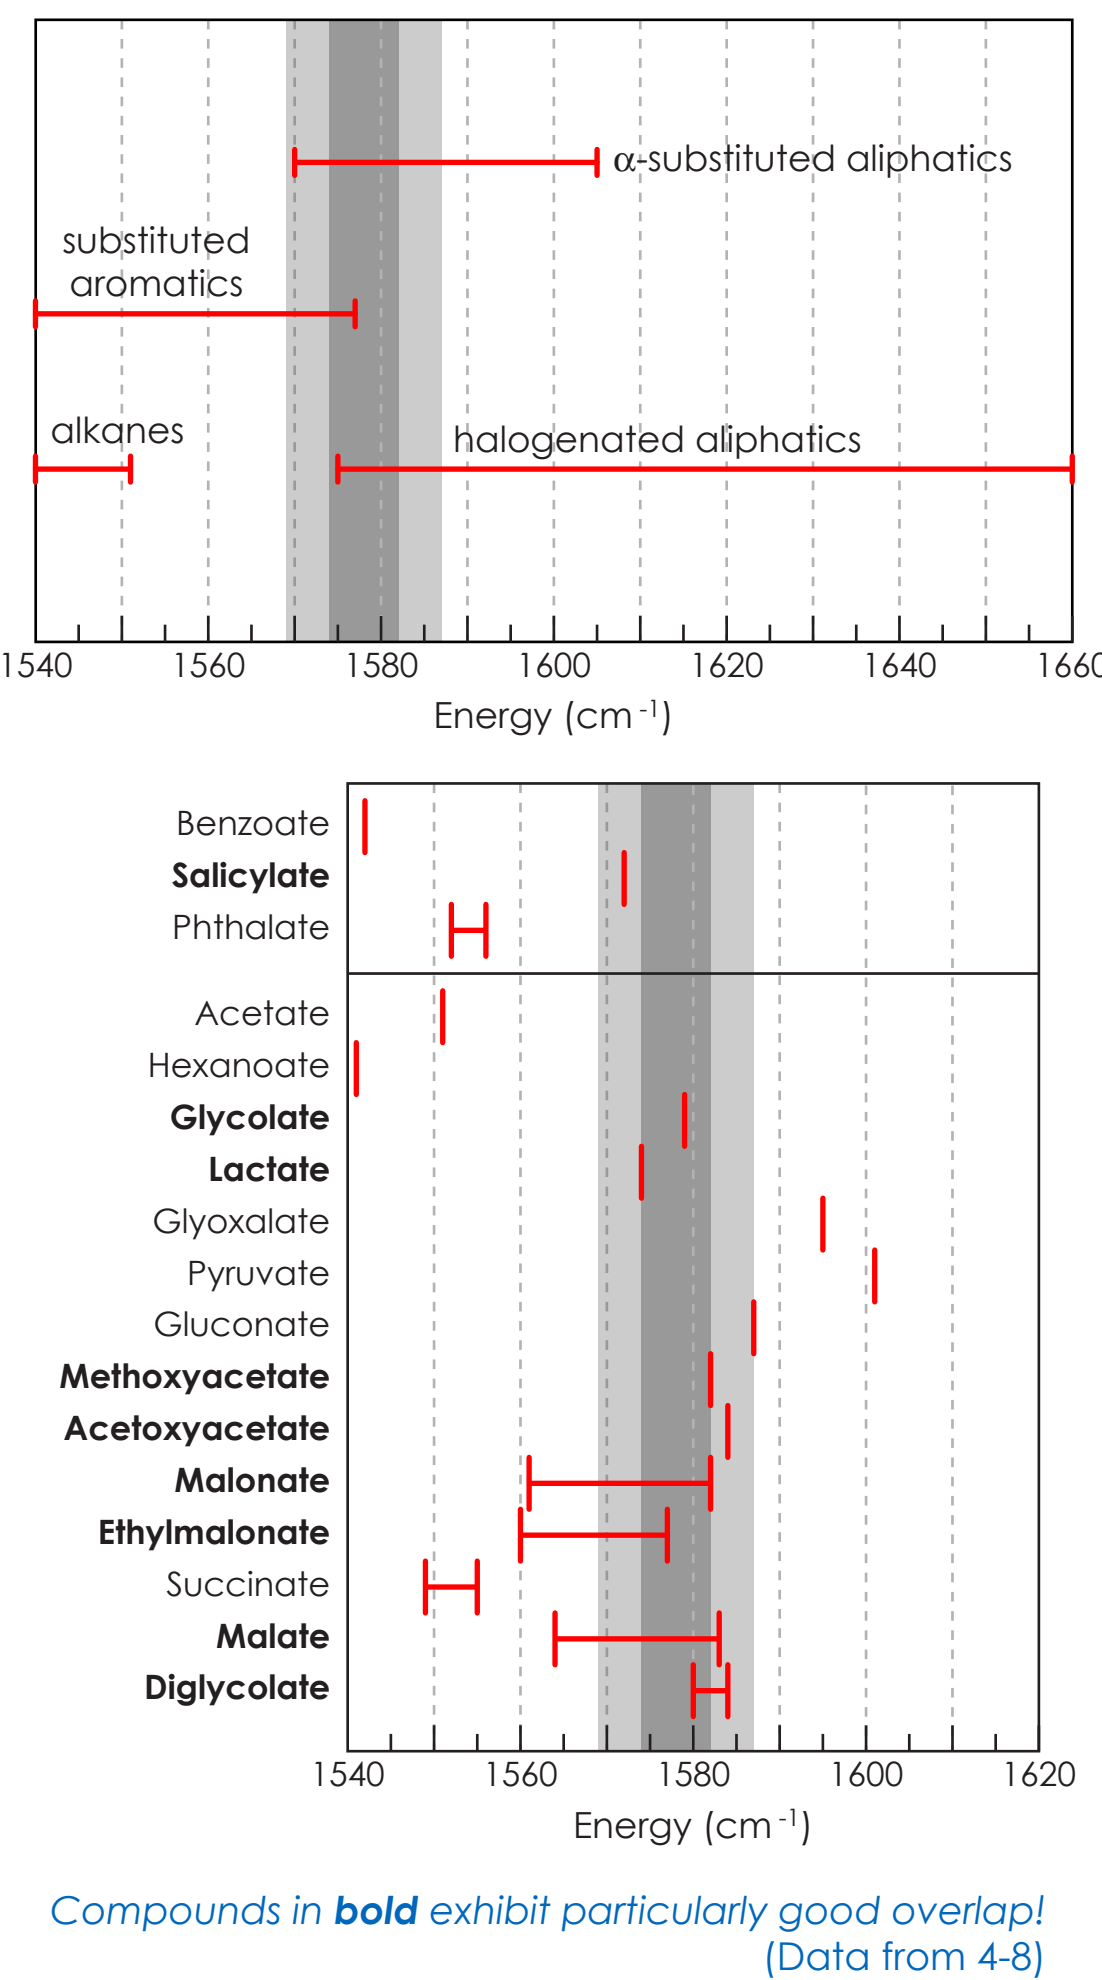 α-substituted aliphatics
substituted
aromatics
alkanes
halogenated aliphatics
1540 1560 1580 1600 1620 1640 1660
Energy (cm -1)
Benzoate
Salicylate
Phthalate
Acetate
Hexanoate
Glycolate
Lactate
Glyoxalate
Pyruvate
Gluconate
Methoxyacetate
Acetoxyacetate
Malonate
Ethylmalonate
Succinate
Malate
Diglycolate
1540 1560 1580 1600 1620
Energy (cm -1)
Compounds in bold exhibit particularly good overlap!
(Data from 4-8)